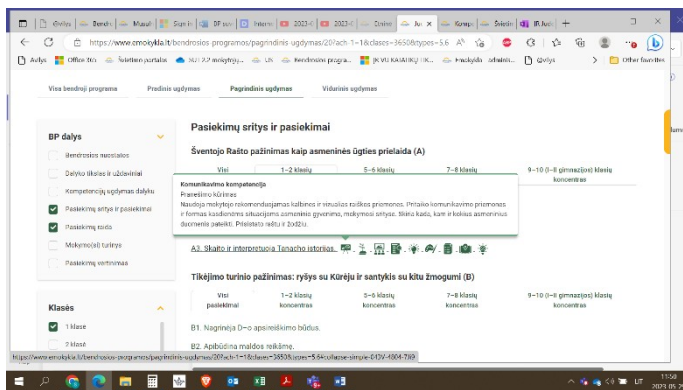 https://www.emokykla.lt/bendrosios-programos/pagrindinis-ugdymas/20?ach-1=1&clases=3650&types=5,6
Other favorites
Visa bendroji programa
Pradinis ugdymas
Pagrindinis ugdymas
Vidurinis ugdymas
BP dalys
Bendrosios nuostatos
Dalyko tikslas ir uždaviniai
Kompetencijų ugdymas dalyku
Pasiekimų sritys ir pasiekimai
Pasiekimų raida
Mokymo(si) turinys
Pasiekimų vertinimas
Klasės
1 klasė
2 klasė
Pasiekimų sritys ir pasiekimai
Šventojo Rašto pažinimas kaip asmeninės ūgties prielaida (A)
Visi
1–2 klasių
5–6 klasių
7–8 klasių
9–10 (I–II gimnazijos) klasių
koncentras
Komunikavimo kompetencija
Pranešimo kūrimas
Naudoja mokytojo rekomenduojamas kalbines ir vizualias raiškos priemones. Pritaiko komunikavimo priemones
ir formas kasdienėms situacijoms asmeninio gyvenimo, mokymosi srityse. Skiria kada, kam ir kokius asmeninius
duomenis pateikti. Pristato raštu ir žodžiu.
A3. Skaito ir interpretuoja Tanacho istorijas.
Tikėjimo turinio pažinimas: ryšys su Kūrėju ir santykis su kitu žmogumi (B)
Visi
pasiekimai
1–2 klasių
koncentras
5–6 klasių
koncentras
7–8 klasių
koncentras
9–10 (I–II gimnazijos) klasių
koncentras
B1. Nagrinėja D–o apsireiškimo būdus.
B2. Apibūdina maldos reikšmę.
LIT
11:58